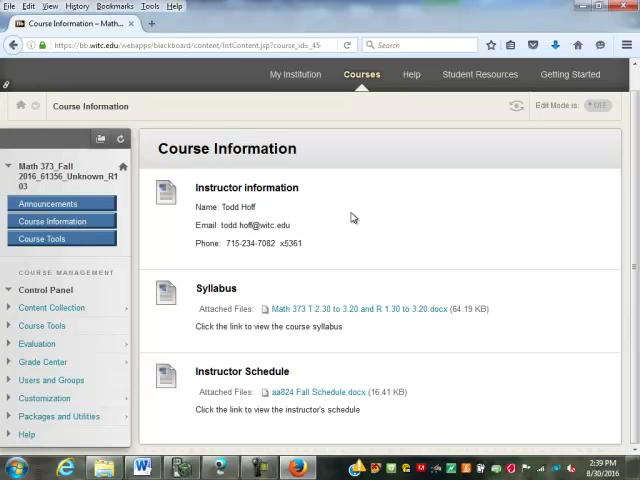 File Edit View History Bookmarks Tools Help
Course Information – Math...
https://bb.witc.edu/webapps/blackboard/content/listContent.jsp?course_id=_45
Search
My Institution Courses Help Student Resources Getting Started
Course Information
Edit Mode is: OFF
Math 373_Fall
2016_61356_Unknown_R1
03
Announcements
Course Information
Course Tools
COURSE MANAGEMENT
Control Panel
Content Collection
Course Tools
Evaluation
Grade Center
Users and Groups
Customization
Packages and Utilities
Help
Course Information
Instructor information
Name: Todd Hoff
Email: todd.hoff@witc.edu
Phone: 715-234-7082 x5361
Syllabus
Attached Files: Math 373 T 2.30 to 3.20 and R 1.30 to 3.20.docx (64.19 KB)
Click the link to view the course syllabus
Instructor Schedule
Attached Files: aa824 Fall Schedule.docx (16.41 KB)
Click the link to view the instructor's schedule
2:39 PM
8/30/2016